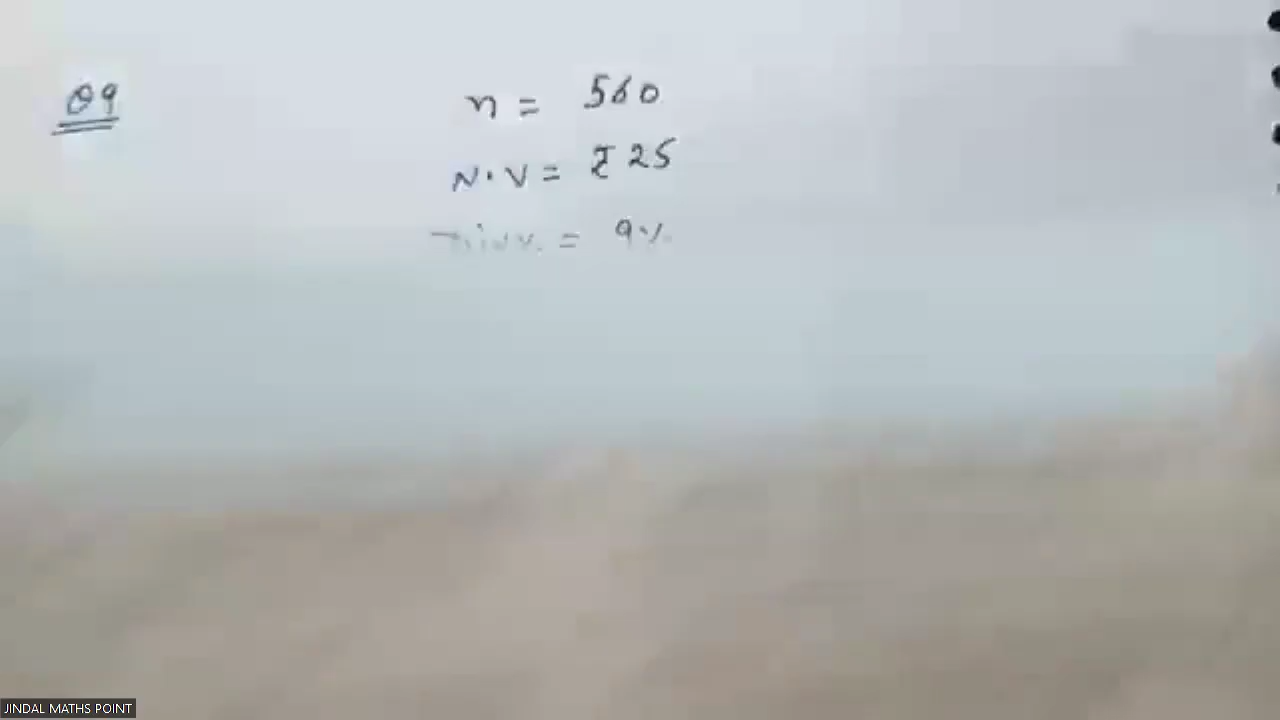 Q9
n = 560
N.V = ₹ 25
= 9%
JINDAL MATHS POINT